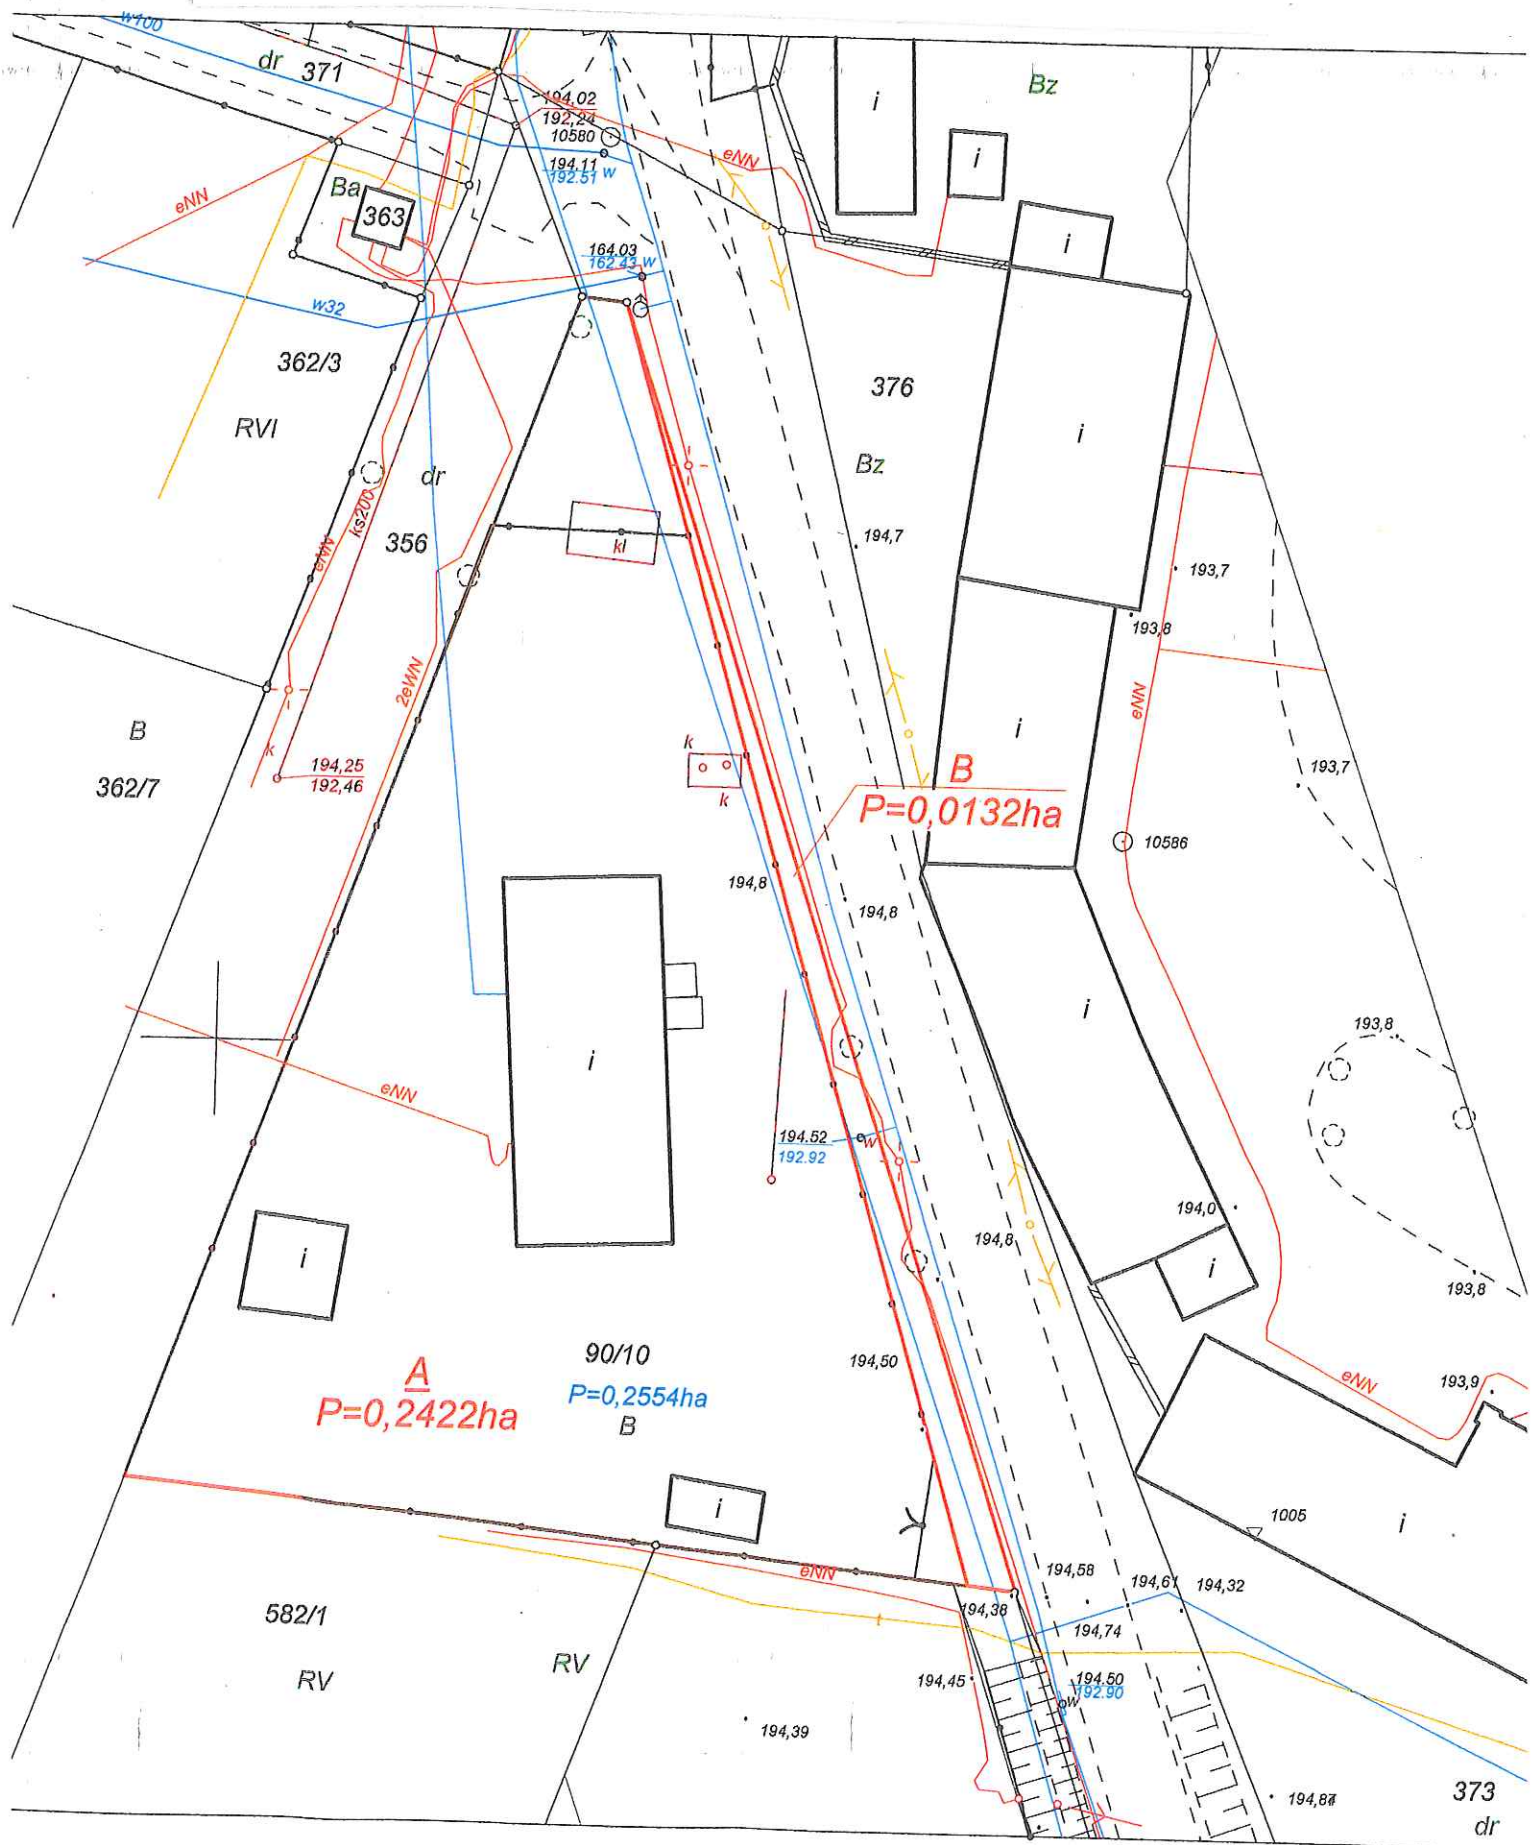 w100
dr
371
194,02
192,24
10580
194.11
192.51 w
Bz
i
i
eNN
eNN
Ba
363
i
164.03
162.43 w
w32
362/3
376
RVI
i
Bz
dr
ks200
194,7
356
kl
eNN
193,7
193,8
2eWN
eNN
B
k
i
k
194,25
192,46
B
193,7
362/7
k
P=0,0132ha
10586
194,8
194,8
i
193,8
i
eNN
194.52
w
192.92
194,0
194,8
i
i
193,8
90/10
194,50
A
P=0,2422ha
P=0,2554ha
B
eNN
193,9
i
1005
i
eNN
194,58
194,61
194,32
194,38
582/1
t
194,74
RV
RV
194,45
194.50
192.90
w
194,39
373
194,84
dr